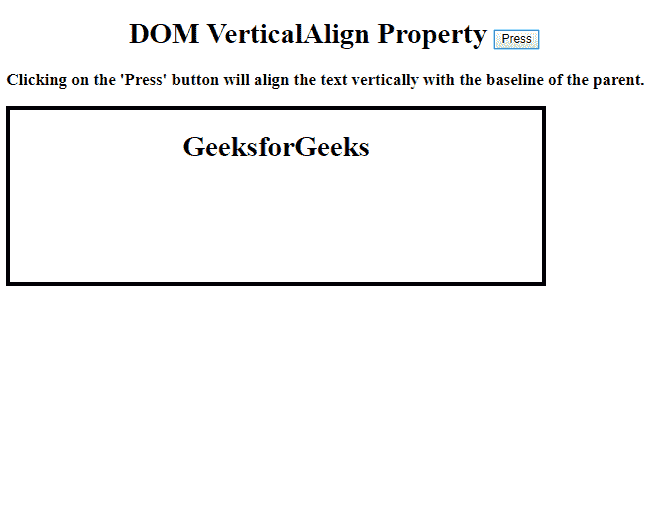 DOM VerticalAlign Property Press
Clicking on the 'Press' button will align the text vertically with the baseline of the parent.
GeeksforGeeks